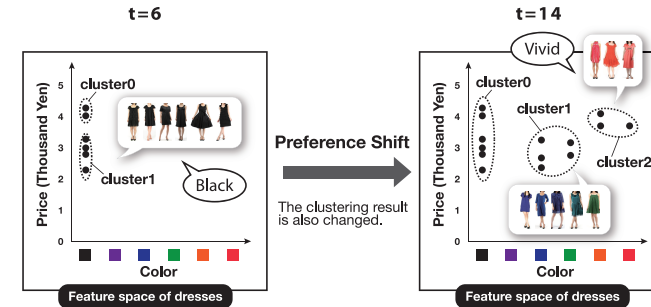 t=6
Price (Thousand Yen)
5
4
3
2
1
0
cluster0
cluster1
Black
Color
Feature space of dresses
Preference Shift
The clustering result
is also changed.
t=14
Vivid
Price (Thousand Yen)
5
4
3
2
1
0
cluster0
cluster1
cluster2
Color
Feature space of dresses